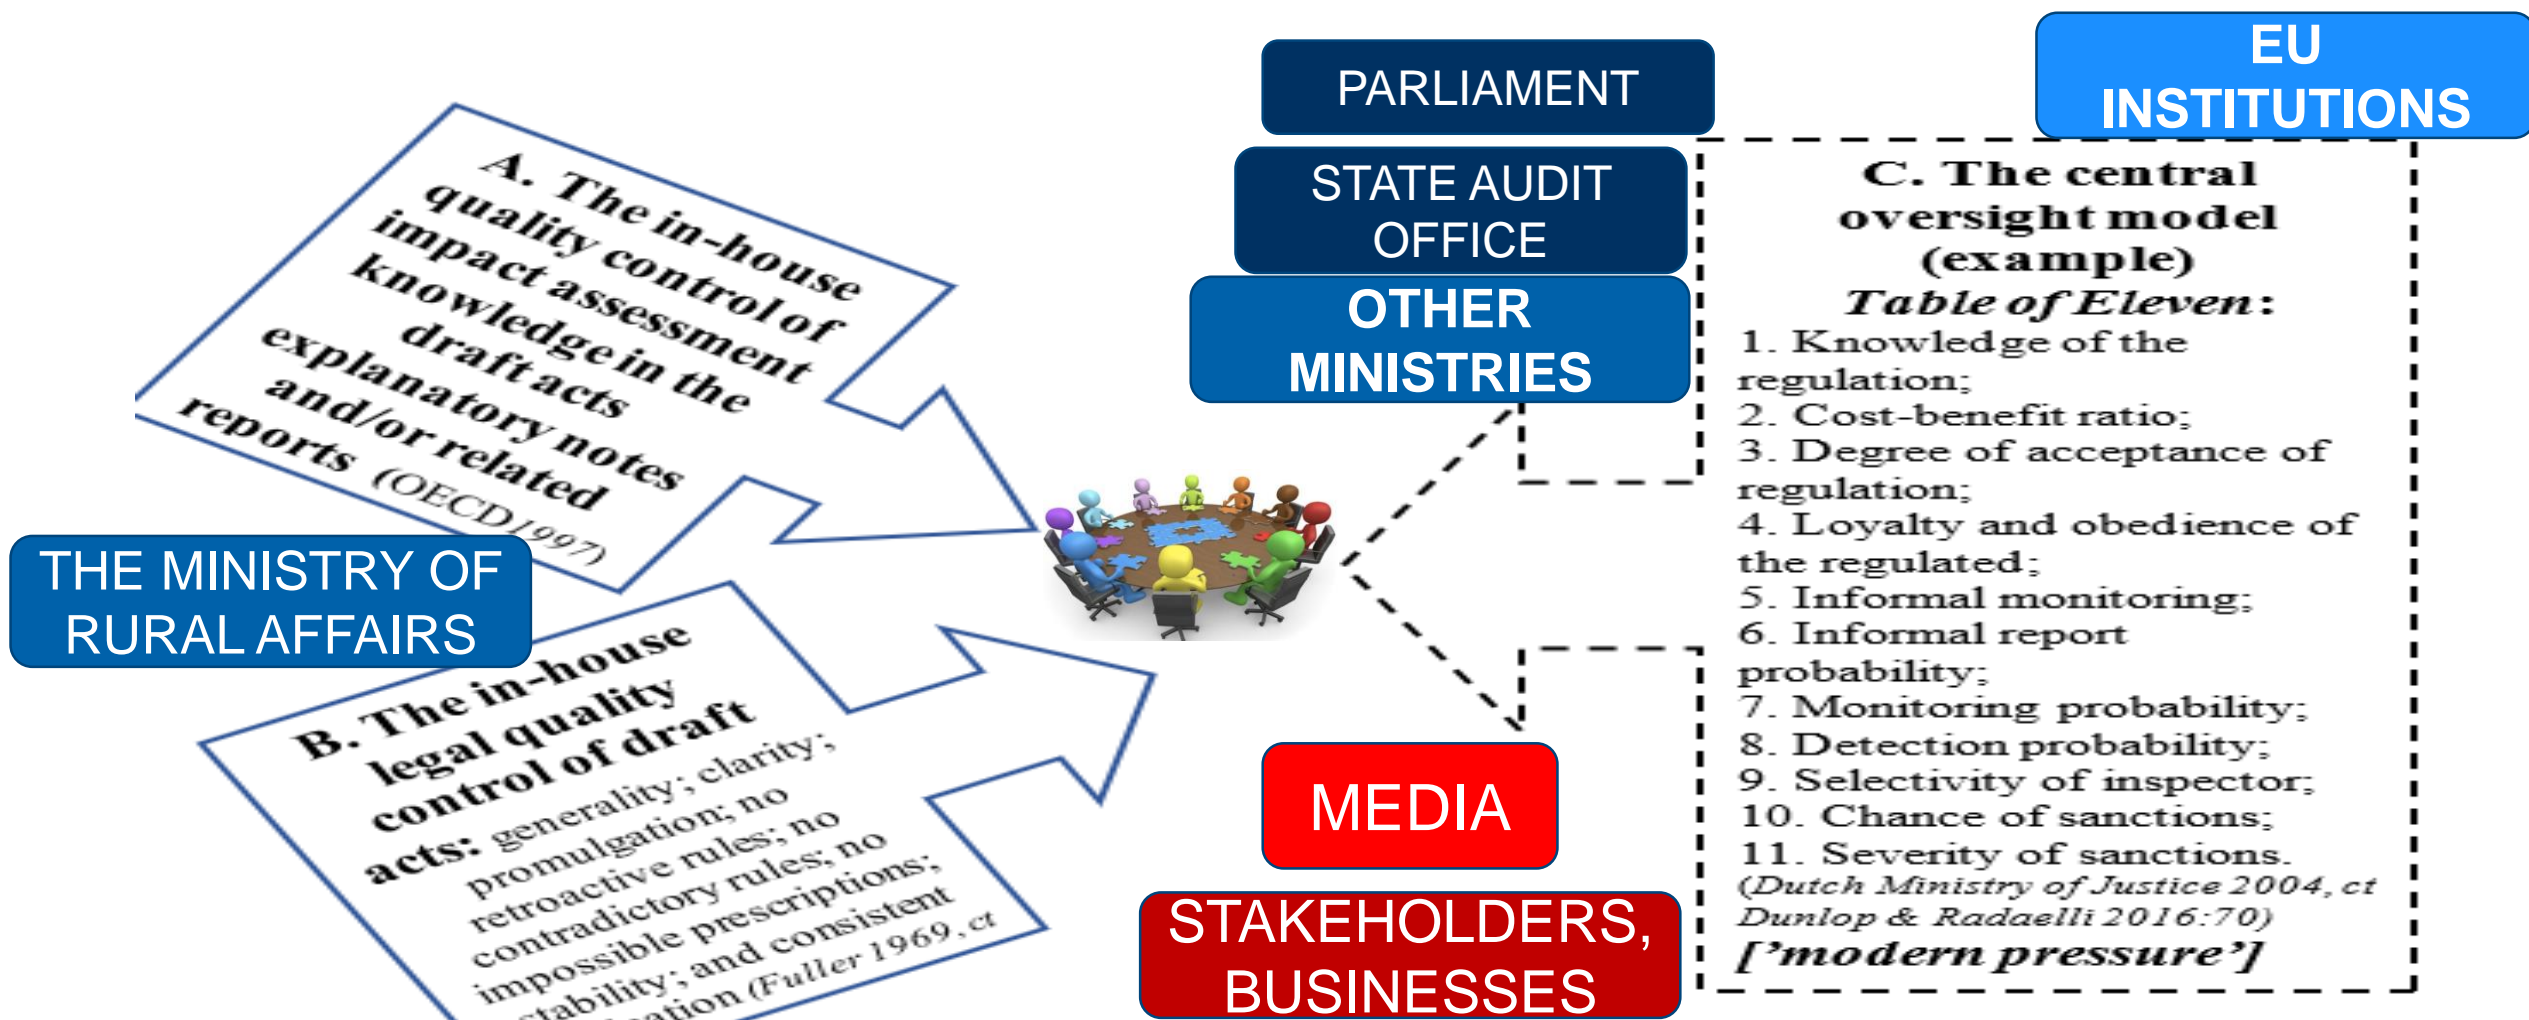 A. The in-house
quality control of
impact assessment
knowledge in the
draft acts
explanatory notes
and/or related
reports (OECD1997)
THE MINISTRY OF
RURAL AFFAIRS
B. The in-house
legal quality
control of draft
acts: generality; clarity;
promulgation; no
retroactive rules; no
contradictory rules; no
impossible prescriptions;
stability; and consistent
(Fuller 1969, ct
PARLIAMENT
STATE AUDIT
OFFICE
OTHER
MINISTRIES
MEDIA
STAKEHOLDERS,
BUSINESSES
EU
INSTITUTIONS
C. The central
oversight model
(example)
Table of Eleven:
1. Knowledge of the
regulation;
2. Cost-benefit ratio;
3. Degree of acceptance of
regulation;
4. Loyalty and obedience of
the regulated;
5. Informal monitoring;
6. Informal report
probability;
7. Monitoring probability;
8. Detection probability;
9. Selectivity of inspector;
10. Chance of sanctions;
11. Severity of sanctions.
(Dutch Ministry of Justice 2004, ct
Dunlop & Radaelli 2016:70)
[’modern pressure’]